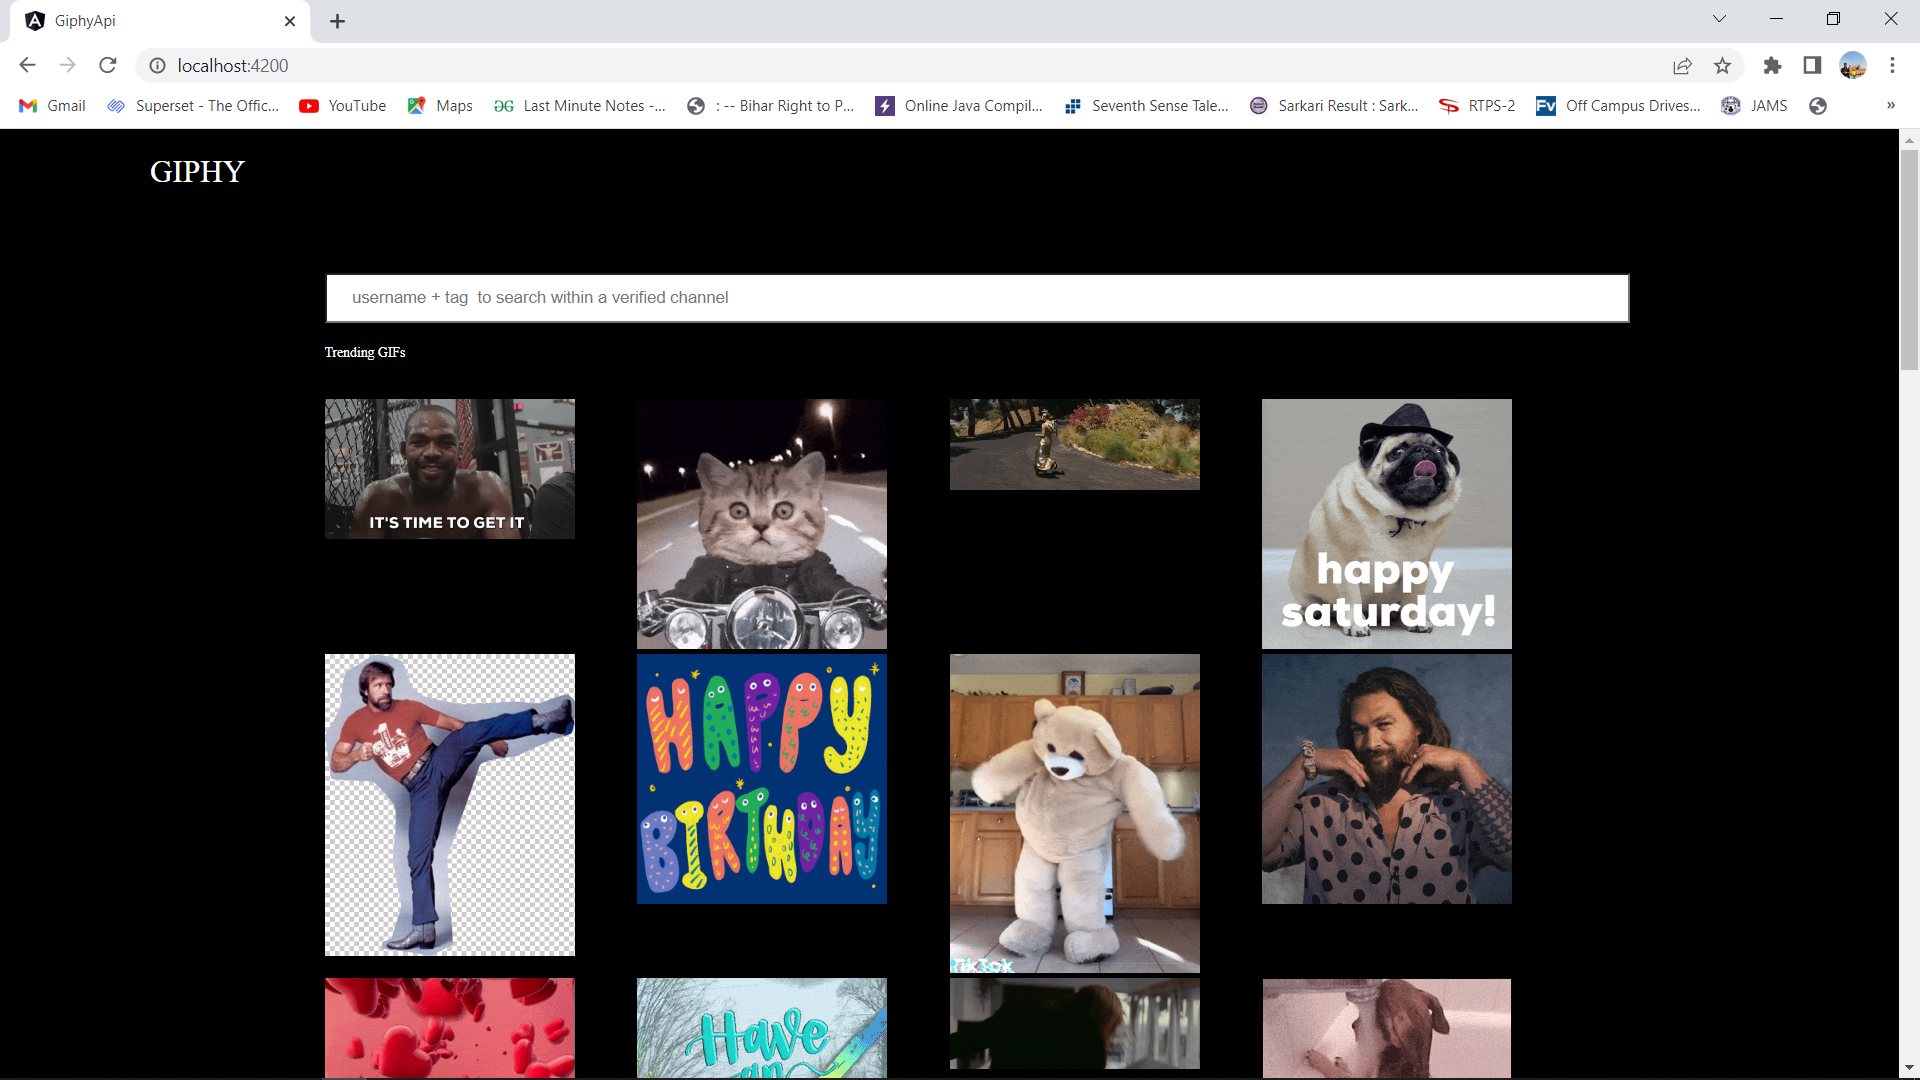 GiphyApi
localhost:4200
Gmail
Superset - The Offic...
YouTube
Maps
Last Minute Notes -...
: -- Bihar Right to P...
Online Java Compil...
Seventh Sense Tale...
Sarkari Result : Sark...
RTPS-2
Fv
Off Campus Drives...
JAMS
»
GIPHY
username + tag  to search within a verified channel
Trending GIFs
IT'S TIME TO GET IT
happy
saturday!
HAPPY
BIRTHDAY
TikTok
Have
an